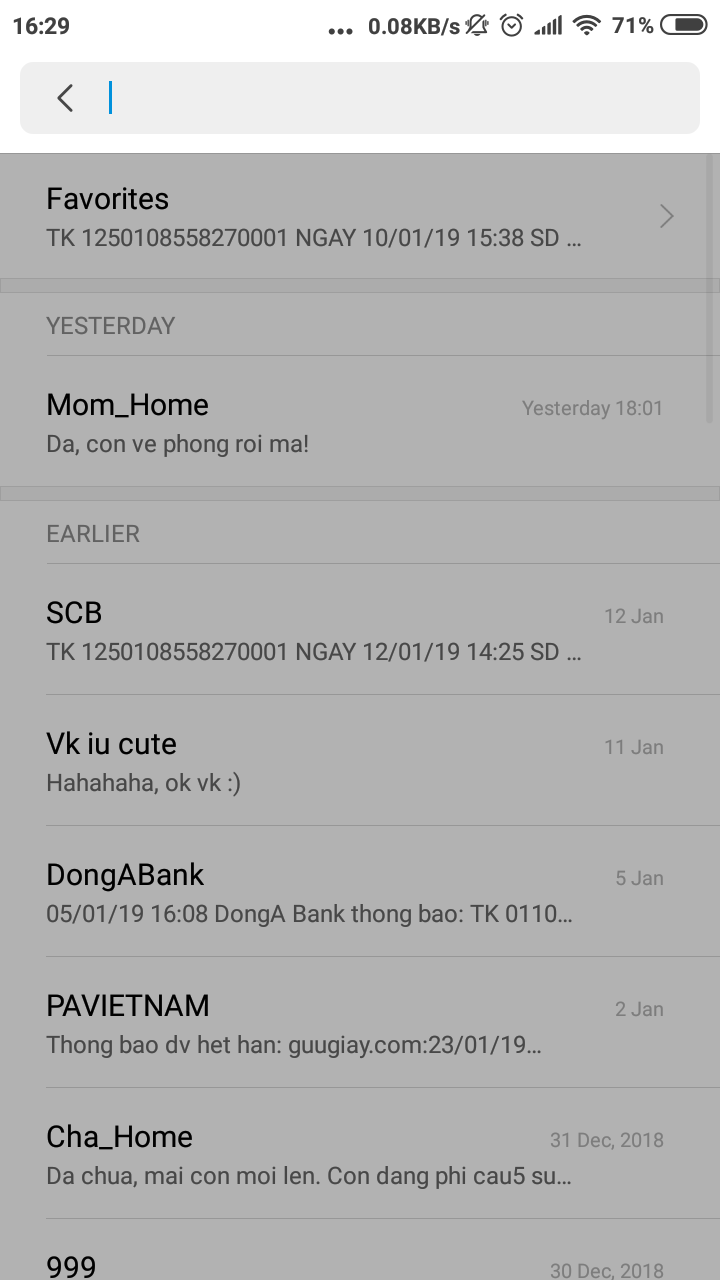 16:29
... 0.08KB/s 71%
Favorites
TK 1250108558270001 NGAY 10/01/19 15:38 SD ...
YESTERDAY
Mom_Home
Yesterday 18:01
Da, con ve phong roi ma!
EARLIER
SCB
12 Jan
TK 1250108558270001 NGAY 12/01/19 14:25 SD ...
Vk iu cute
11 Jan
Hahahaha, ok vk :)
DongABank
5 Jan
05/01/19 16:08 DongA Bank thong bao: TK 0110...
PAVIETNAM
2 Jan
Thong bao dv het han: guugiay.com:23/01/19...
Cha_Home
31 Dec, 2018
Da chua, mai con moi len. Con dang phi cau5 su...
999
30 Dec, 2018